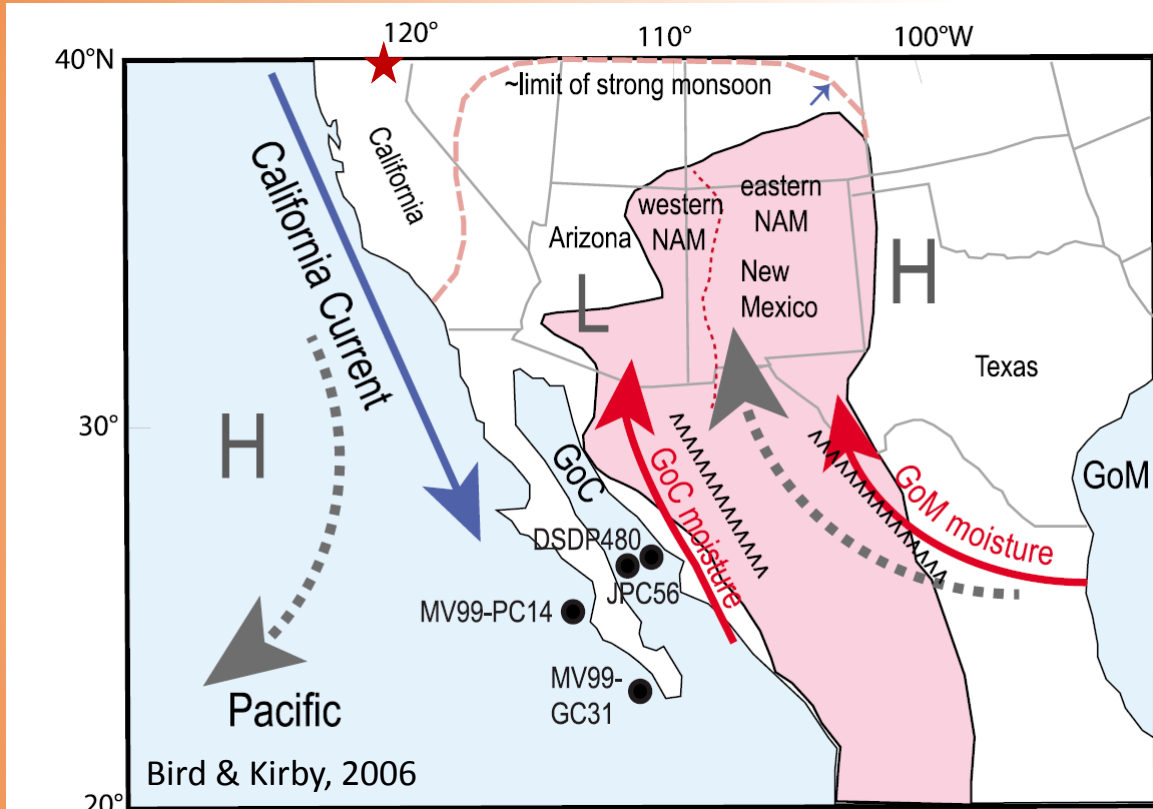 120°
110°
100°W
40°N
~limit of strong monsoon
California
California Current
eastern
NAM
western
NAM
Arizona
New
Mexico
L
H
Texas
30°
H
GoC
GoC moisture
GoM
GoM moisture
DSDP480
JPC56
MV99-PC14
MV99-
GC31
Pacific
Bird & Kirby, 2006
20°